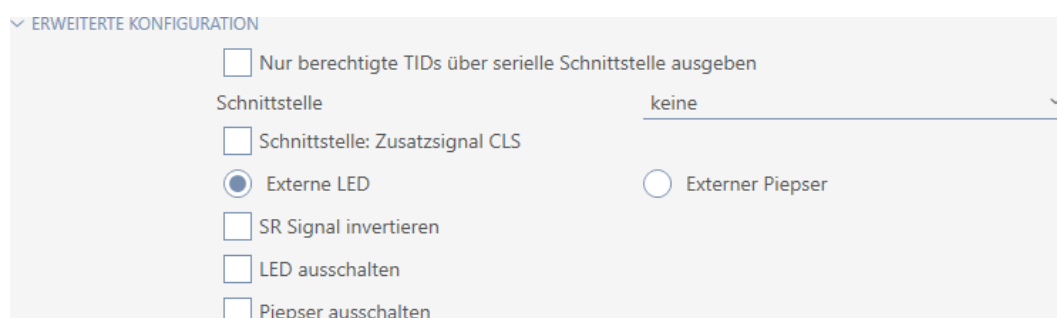 ERWEITERTE KONFIGURATION
Nur berechtigte TIDs über serielle Schnittstelle ausgeben
Schnittstelle keine
Schnittstelle: Zusatzsignal CLS
Externe LED Externer Piepser
SR Signal invertieren
LED ausschalten
Piepser ausschalten